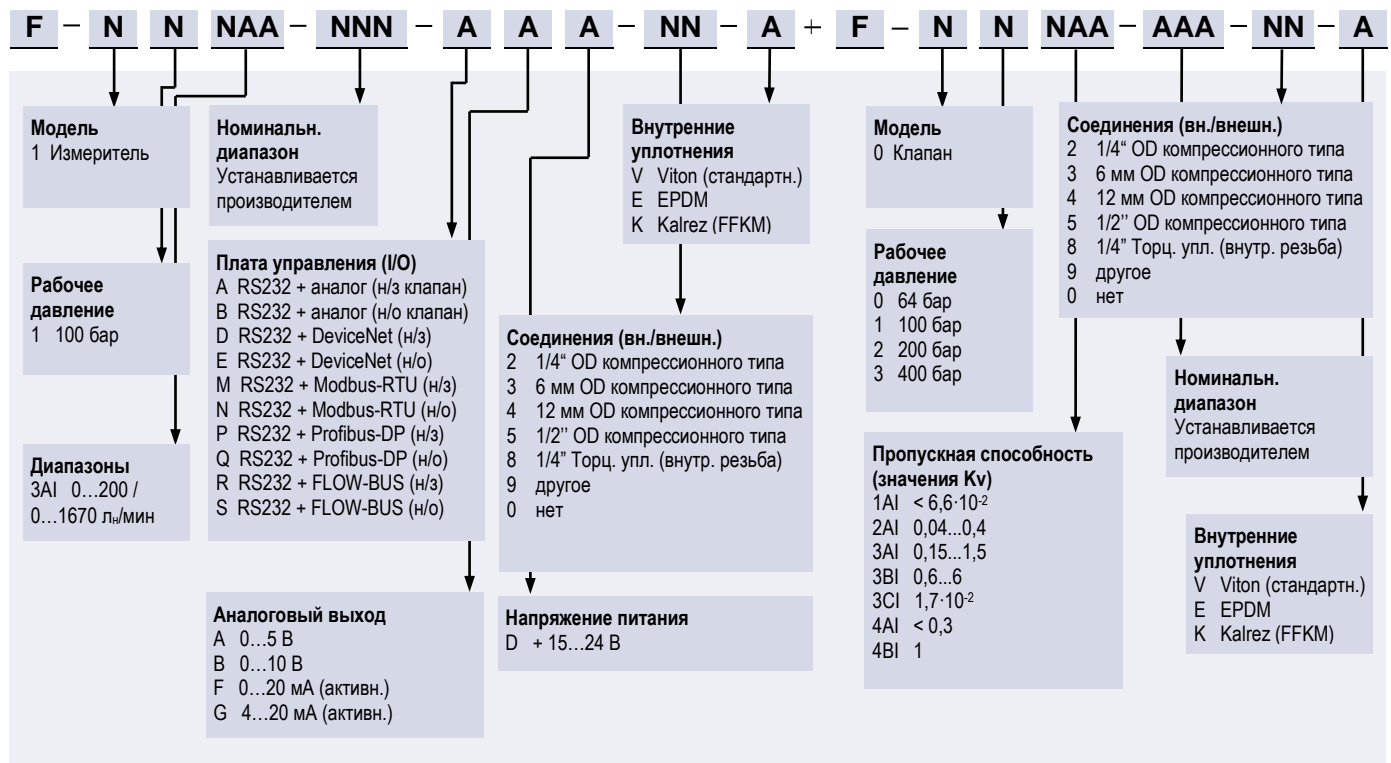 F – N N NAA – NNN – A A A – NN – A + F – N N NAA – AAA – NN – A
Модель
1 Измеритель
Рабочее
давление
1 100 бар
Диапазоны
3AI 0…200 /
0…1670 лн/мин
Номинальн.
диапазон
Устанавливается
производителем
Плата управления (I/O)
A RS232 + аналог (н/з клапан)
B RS232 + аналог (н/о клапан)
D RS232 + DeviceNet (н/з)
E RS232 + DeviceNet (н/о)
M RS232 + Modbus-RTU (н/з)
N RS232 + Modbus-RTU (н/о)
P RS232 + Profibus-DP (н/з)
Q RS232 + Profibus-DP (н/о)
R RS232 + FLOW-BUS (н/з)
S RS232 + FLOW-BUS (н/о)
Аналоговый выход
A 0…5 В
B 0…10 В
F 0…20 мА (активн.)
G 4…20 мА (активн.)
Внутренние
уплотнения
V Viton (стандартн.)
E EPDM
K Kalrez (FFKM)
Соединения (вн./внешн.)
2 1/4“ OD компрессионного типа
3 6 мм OD компрессионного типа
4 12 мм OD компрессионного типа
5 1/2’’ OD компрессионного типа
8 1/4” Торц. упл. (внутр. резьба)
9 другое
0 нет
Напряжение питания
D + 15…24 В
Модель
0 Клапан
Рабочее
давление
0 64 бар
1 100 бар
2 200 бар
3 400 бар
Пропускная способность
(значения Kv)
1AI < 6,6·10-2
2AI 0,04...0,4
3AI 0,15...1,5
3BI 0,6...6
3CI 1,7·10-2
4AI < 0,3
4BI 1
Соединения (вн./внешн.)
2 1/4“ OD компрессионного типа
3 6 мм OD компрессионного типа
4 12 мм OD компрессионного типа
5 1/2’’ OD компрессионного типа
8 1/4” Торц. упл. (внутр. резьба)
9 другое
0 нет
Номинальн.
диапазон
Устанавливается
производителем
Внутренние
уплотнения
V Viton (стандартн.)
E EPDM
K Kalrez (FFKM)